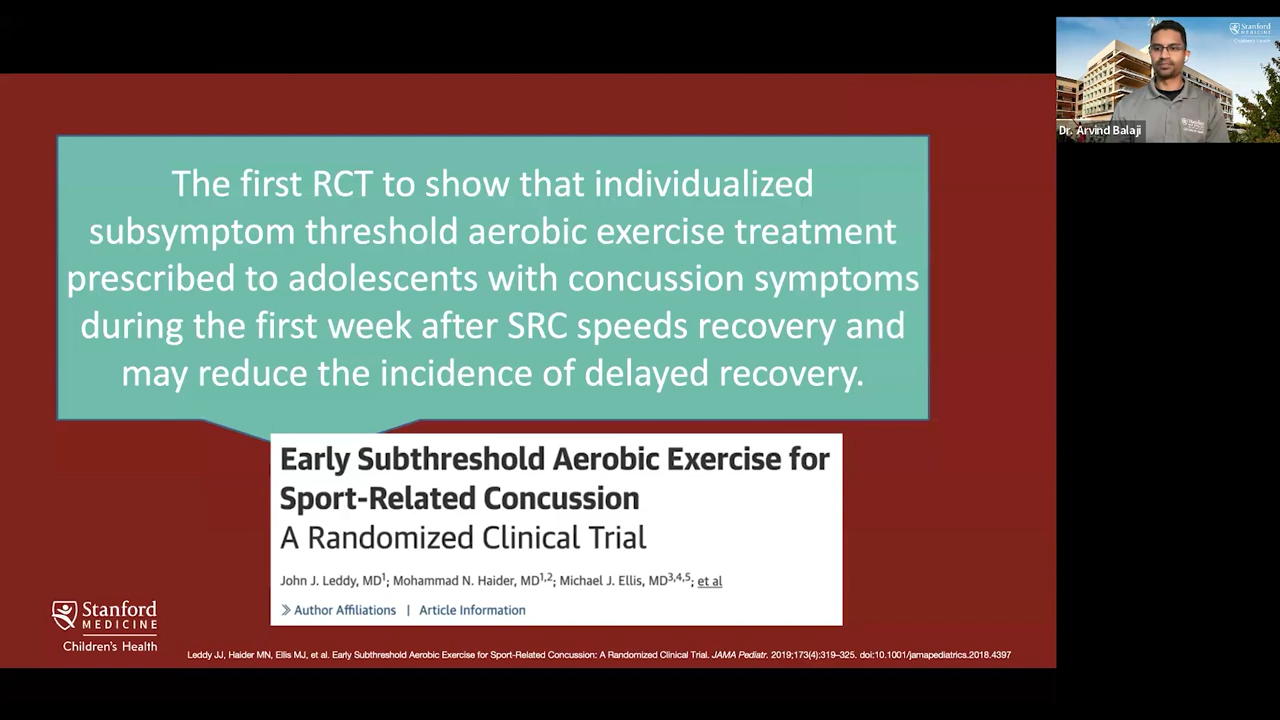 The first RCT to show that individualized
subsymptom threshold aerobic exercise treatment
prescribed to adolescents with concussion symptoms
during the first week after SRC speeds recovery and
may reduce the incidence of delayed recovery.
Early Subthreshold Aerobic Exercise for
Sport-Related Concussion
A Randomized Clinical Trial
John J. Leddy, MD1; Mohammad N. Haider, MD1,2; Michael J. Ellis, MD3,4,5; et al
Author Affiliations | Article Information
Stanford
MEDICINE
Children's Health
Leddy JJ, Haider MN, Ellis MJ, et al. Early Subthreshold Aerobic Exercise for Sport-Related Concussion: A Randomized Clinical Trial. JAMA Pediatr. 2019;173(4):319–325. doi:10.1001/jamapediatrics.2018.4397
Stanford
MEDICINE
Children's Health
Stanford
Dr. Arvind Balaji